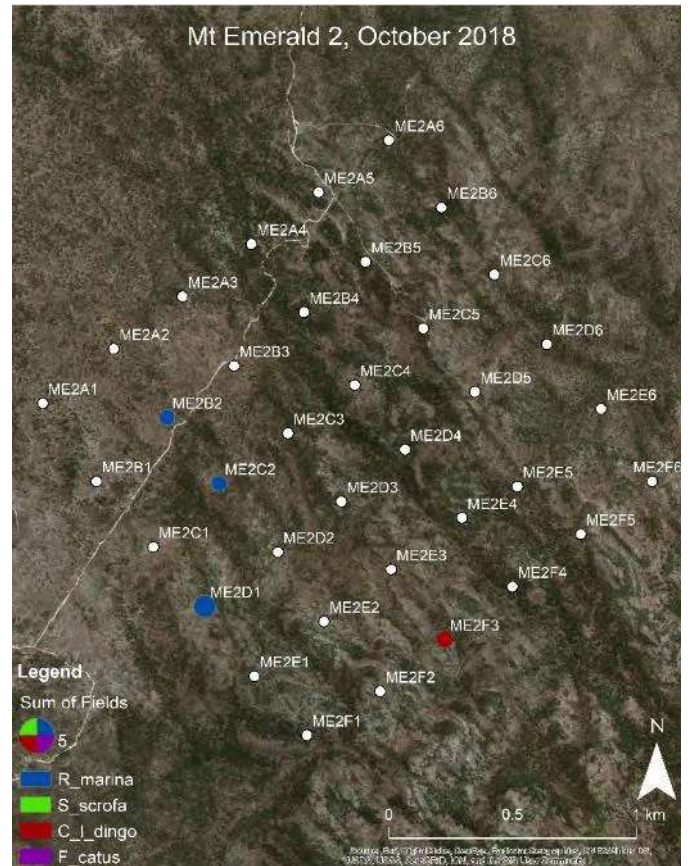 Mt Emerald 2, October 2018
ME2A6
ME2A5
ME2B6
ME2A4
ME2B5
ME2C6
ME2A3
ME2B4
ME2C5
ME2A2
ME2D6
ME2B3
ME2C4
ME2D5
ME2A1
ME2B2
ME2E6
ME2C3
ME2D4
ME2B1
ME2C2
ME2E5
ME2F6
ME2D3
ME2E4
ME2C1
ME2F5
ME2D2
ME2E3
ME2F4
ME2D1
ME2E2
ME2F3
ME2E1
ME2F2
ME2F1
Legend
Sum of Fields
5
R_marina
S_scrofa
C_l_dingo
F_catus
N
0 0.5 1 km